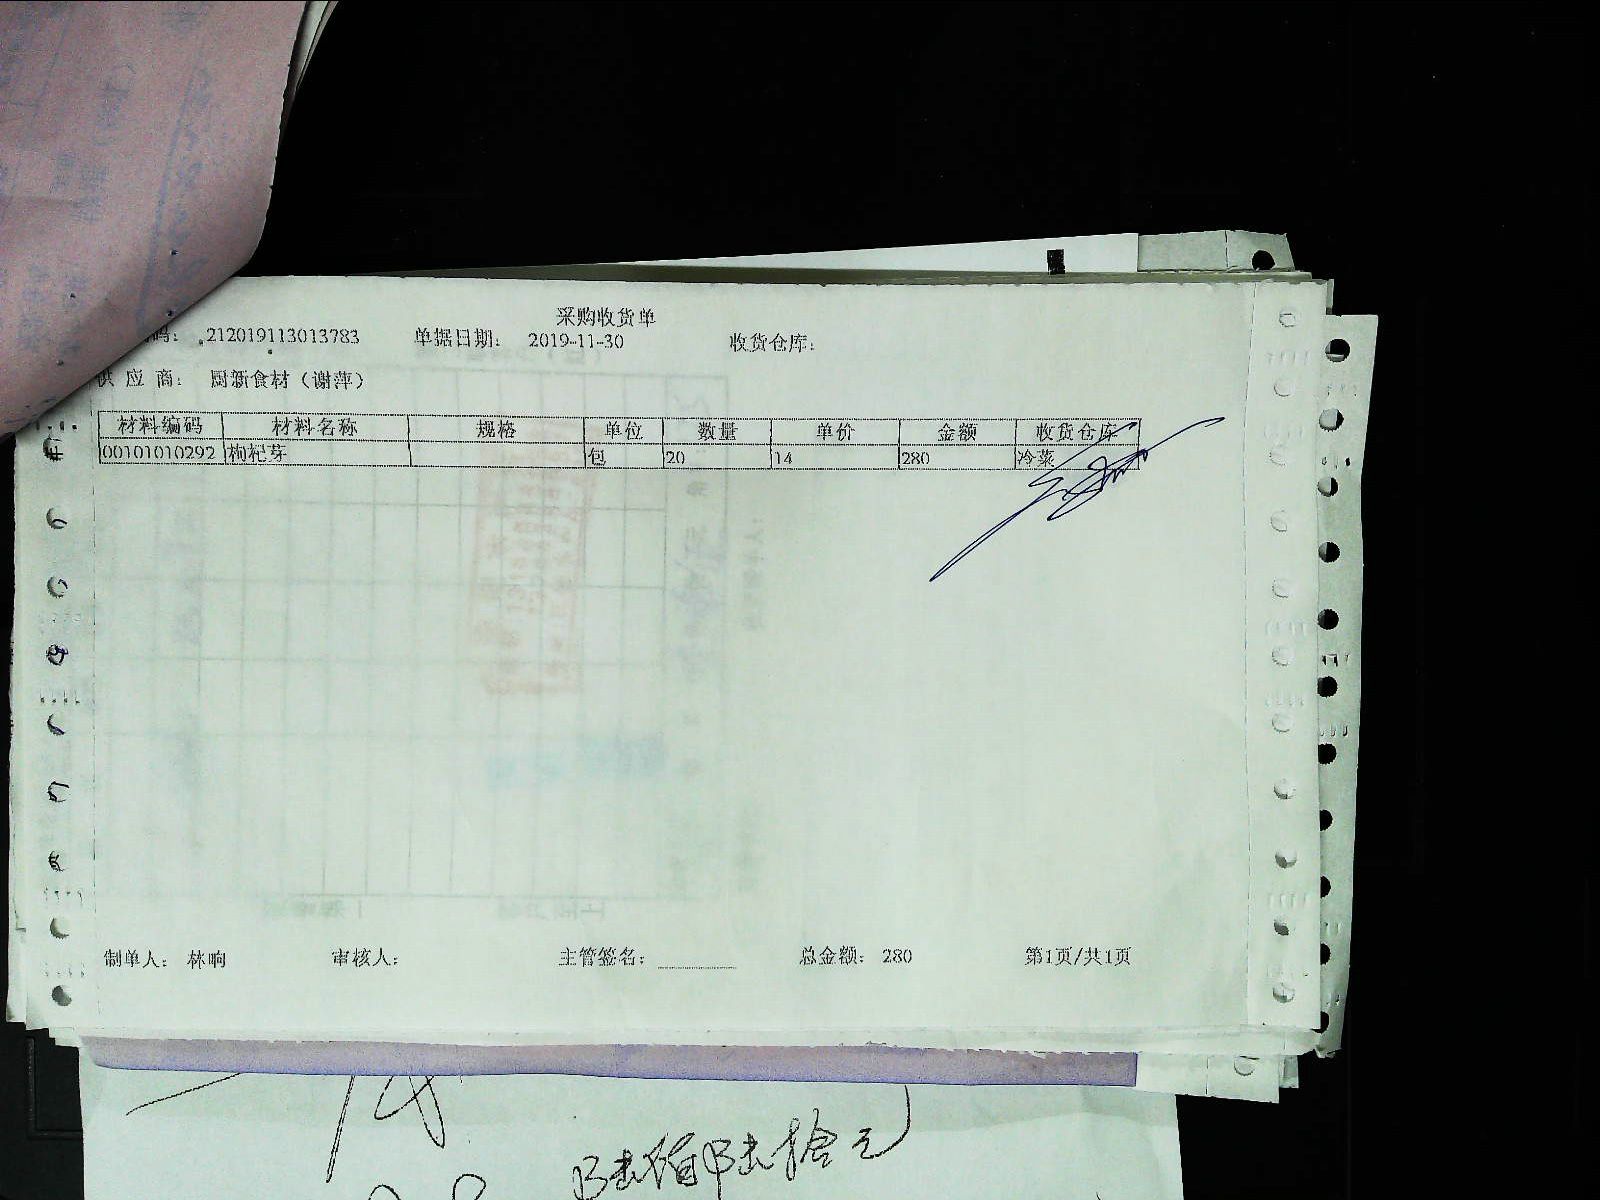 采购收货单
码： 212019113013783 单据日期： 2019-11-30 收货仓库：
供 应 商： 厨新食材（谢萍）
材料编码 材料名称 规格 单位 数量 单价 金额 收货仓库
00101010292 枸杞芽 包 20 14 280 冷菜
制单人： 林响 审核人： 主管签名： 总金额： 280 第1页/共1页